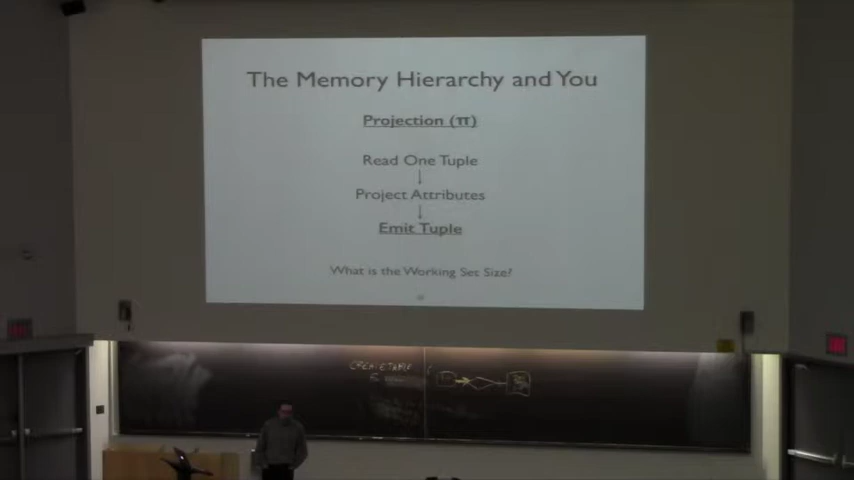 The Memory Hierarchy and You
Projection (π)
Read One Tuple
↓
Project Attributes
↓
Emit Tuple
What is the Working Set Size?
CREATE TABLE